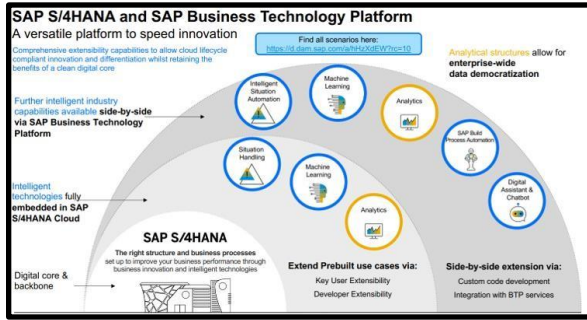 SAP S/4HANA and SAP Business Technology Platform
A versatile platform to speed innovation
Comprehensive extensibility capabilities to allow cloud lifecycle
compliant innovation and differentiation whilst retaining the
benefits of a clean digital core
Find all scenarios here:
https://d.dam.sap.com/a/hHzXdEW?rc=10
Analytical structures allow for
enterprise-wide
data democratization
Further intelligent industry
capabilities available side-by-side
via SAP Business Technology
Platform
Intelligent
Situation
Automation
Machine
Learning
Analytics
SAP Build
Process Automation
Digital
Assistant &
Chatbot
Intelligent
technologies fully
embedded in SAP
S/4HANA Cloud
Situation
Handling
Machine
Learning
Analytics
Digital core &
backbone
SAP S/4HANA
The right structure and business processes
set up to improve your business performance through
business innovation and intelligent technologies
Extend Prebuilt use cases via:
Key User Extensibility
Developer Extensibility
Side-by-side extension via:
Custom code development
Integration with BTP services